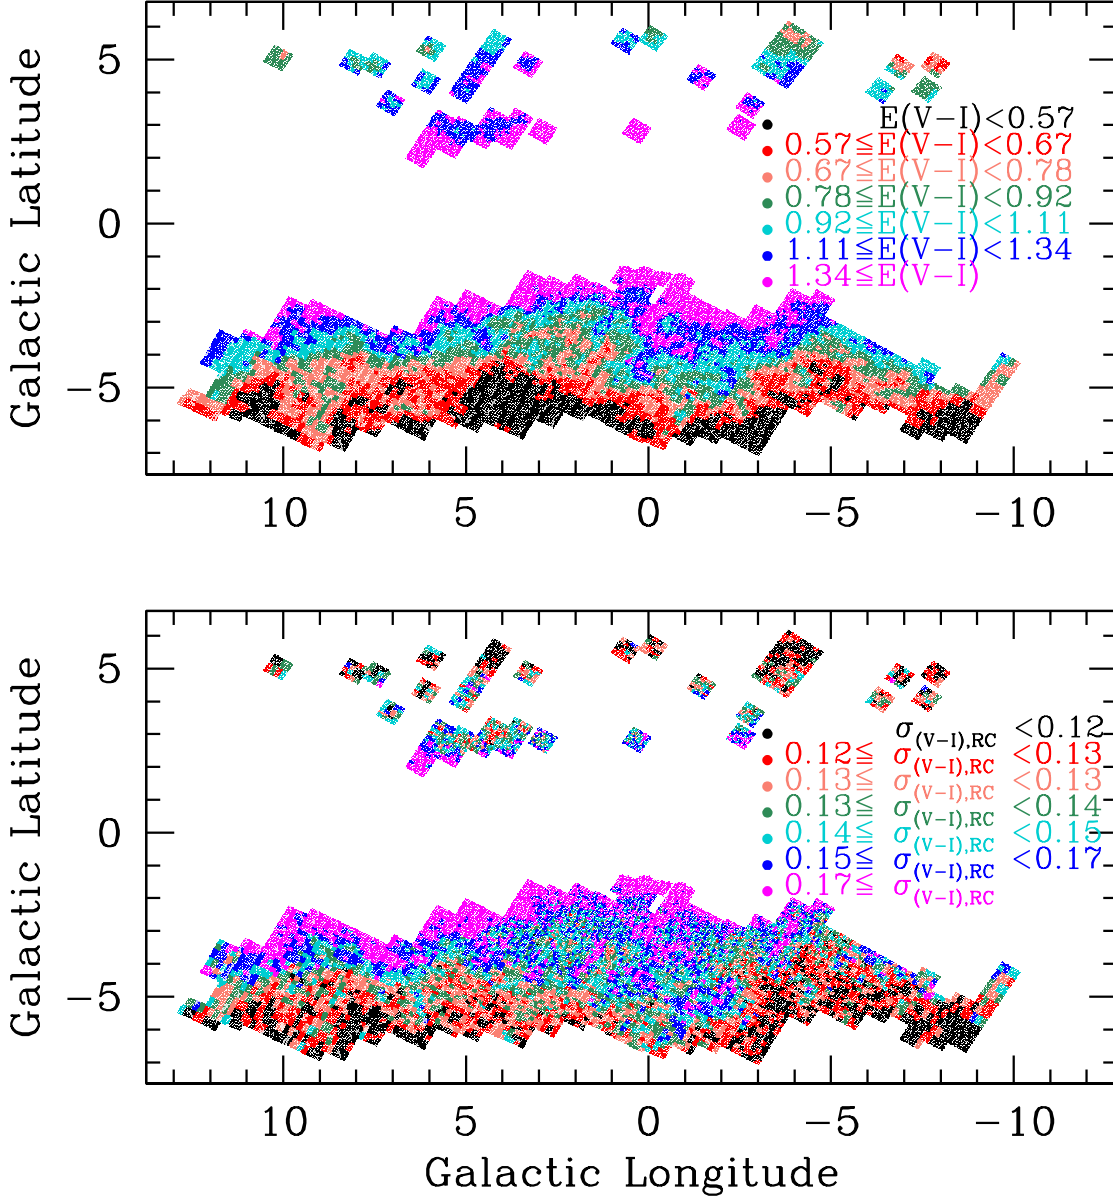 5
0
−5
Galactic Latitude
E(V−I)<0.57
0.57≦E(V−I)<0.67
0.67≦E(V−I)<0.78
0.78≦E(V−I)<0.92
0.92≦E(V−I)<1.11
1.11≦E(V−I)<1.34
1.34≦E(V−I)
10 5 0 −5 −10
5
0
−5
Galactic Latitude
σ(V−I),RC <0.12
0.12≦ σ(V−I),RC <0.13
0.13≦ σ(V−I),RC <0.13
0.13≦ σ(V−I),RC <0.14
0.14≦ σ(V−I),RC <0.15
0.15≦ σ(V−I),RC <0.17
0.17≦ σ(V−I),RC
10 5 0 −5 −10
Galactic Longitude